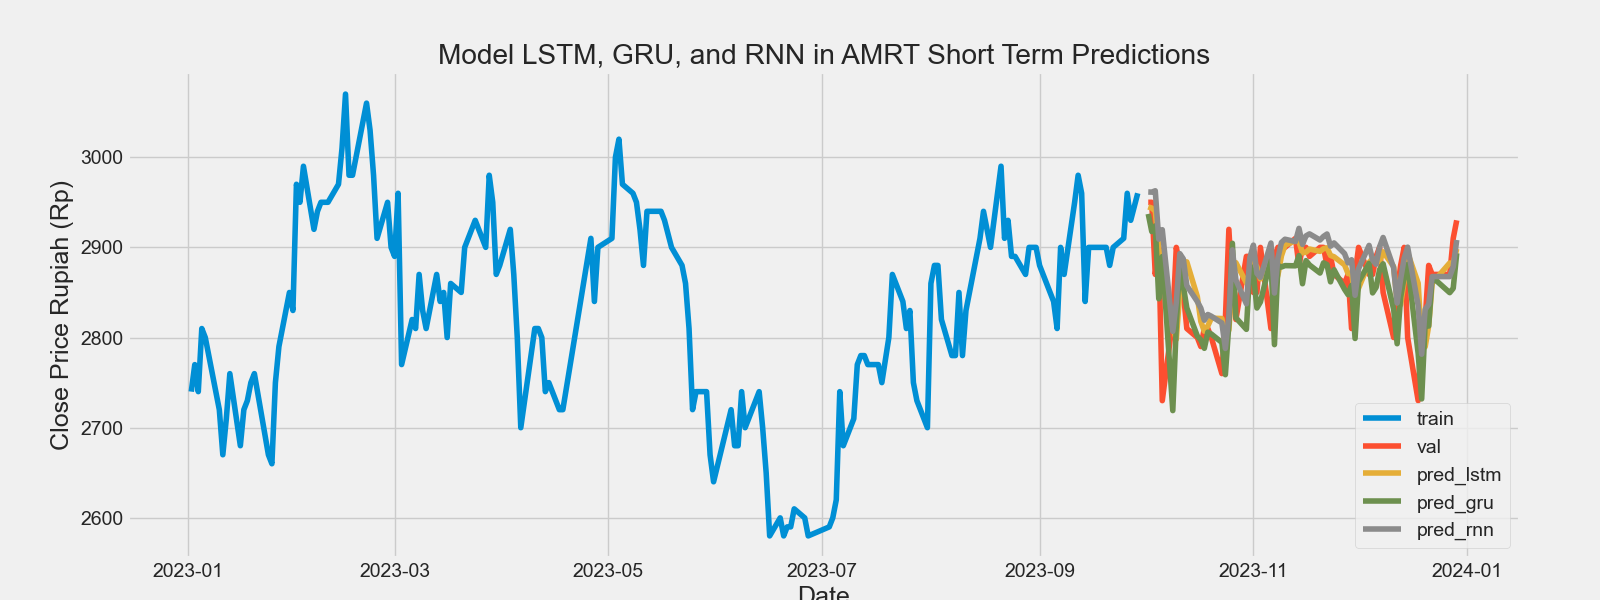 Model LSTM, GRU, and RNN in AMRT Short Term Predictions
Close Price Rupiah (Rp)
3000
2900
2800
2700
2600
train
val
pred_lstm
pred_gru
pred_rnn
2023-01 2023-03 2023-05 2023-07 2023-09 2023-11 2024-01
Date